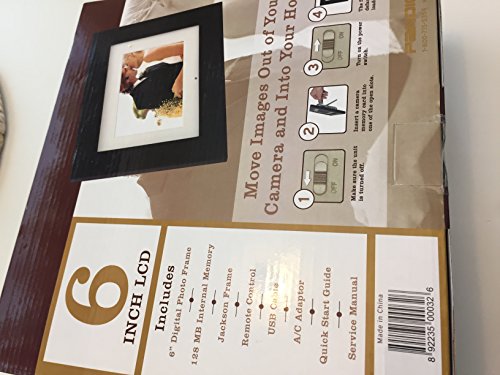 Move Images Out of Your
Camera and Into Your Ho
1
OFF ON
Make sure the unit
is turned off.
2
Insert a camera
memory card into
one of the open slots.
3
OFF ON
Turn on the power
switch.
4
6
INCH LCD
Includes
6" Digital Photo Frame
128 MB Internal Memory
Jackson Frame
Remote Control
USB Cable
A/C Adaptor
Quick Start Guide
Service Manual
Made in China
8 92235 00032 6